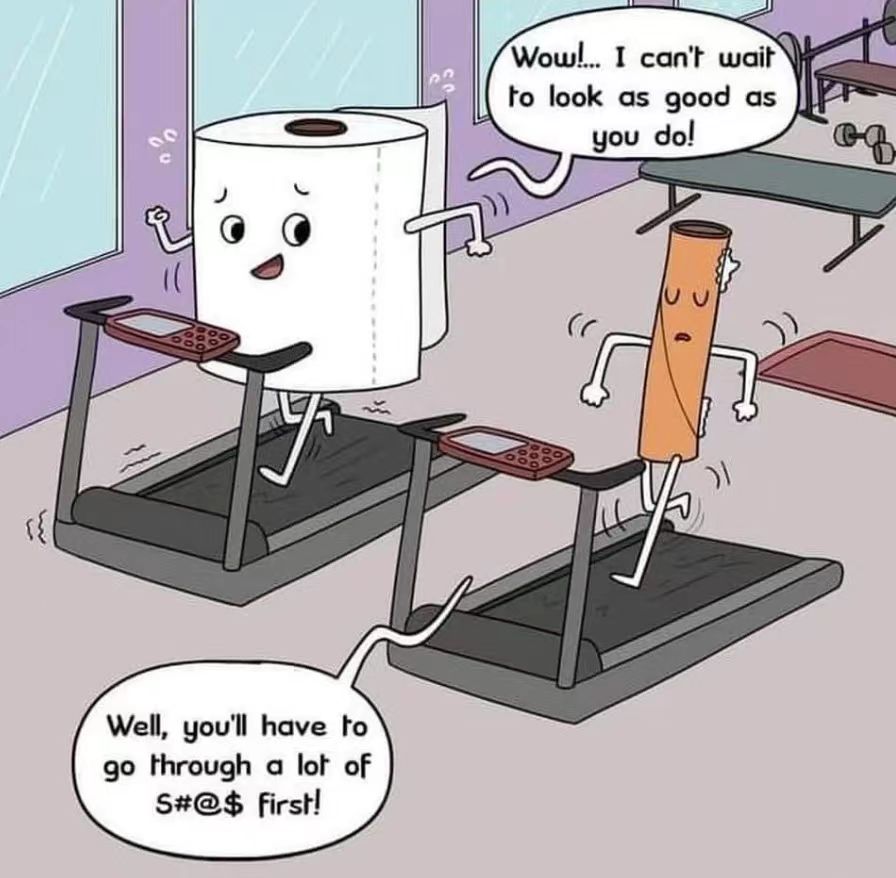 Wow!... I can't wait
to look as good as
you do!
Well, you'll have to
go through a lot of
S#@$ first!